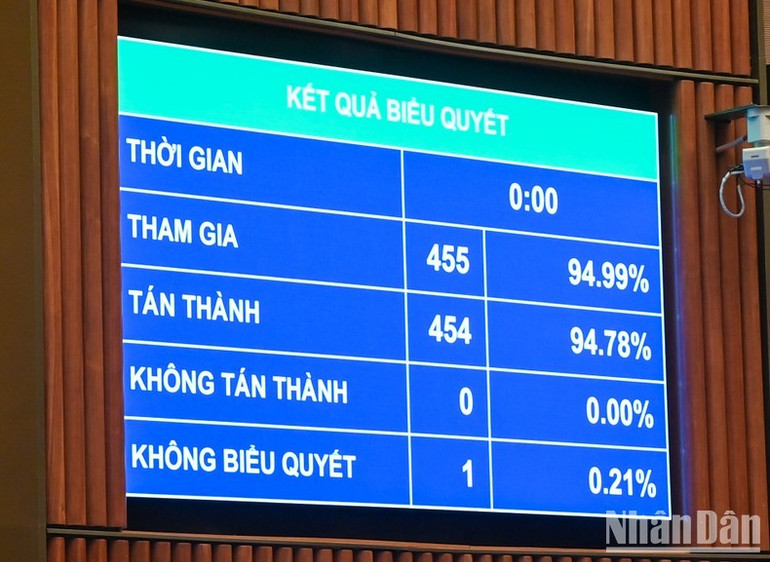 KẾT QUẢ BIỂU QUYẾT
THỜI GIAN 0:00
THAM GIA 455 94.99%
TÁN THÀNH 454 94.78%
KHÔNG TÁN THÀNH 0 0.00%
KHÔNG BIỂU QUYẾT 1 0.21%
NhânDân